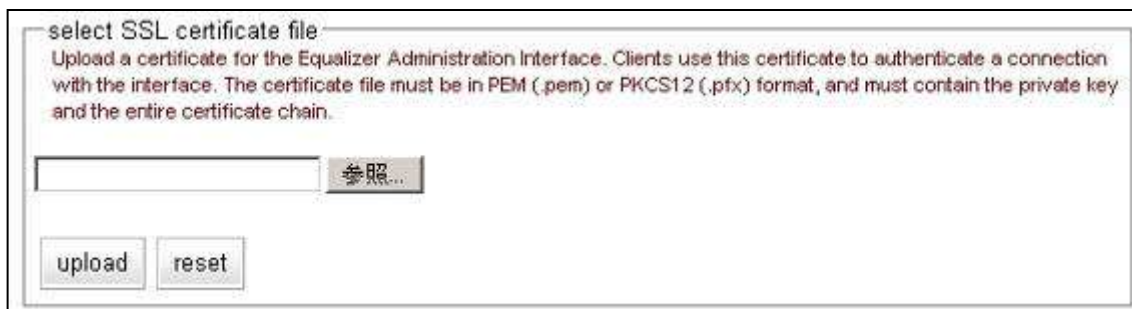 select SSL certificate file
Upload a certificate for the Equalizer Administration Interface. Clients use this certificate to authenticate a connection
with the interface. The certificate file must be in PEM (.pem) or PKCS12 (.pfx) format, and must contain the private key
and the entire certificate chain.
参照...
upload reset